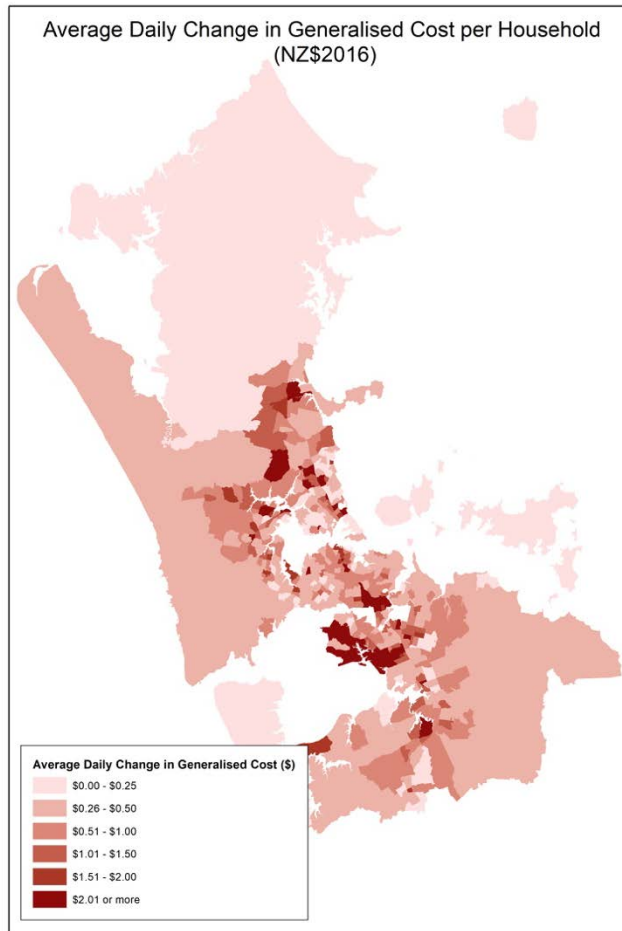 Average Daily Change in Generalised Cost per Household
(NZ$2016)
Average Daily Change in Generalised Cost ($)
$0.00 - $0.25
$0.26 - $0.50
$0.51 - $1.00
$1.01 - $1.50
$1.51 - $2.00
$2.01 or more